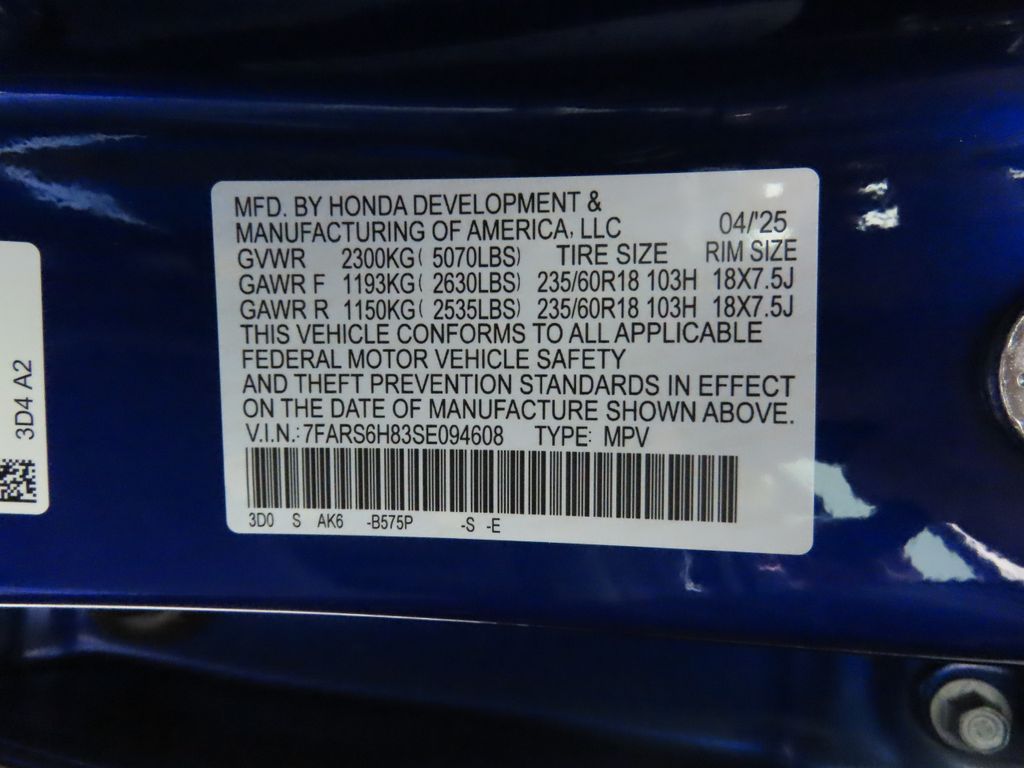 MFD. BY HONDA DEVELOPMENT &
MANUFACTURING OF AMERICA, LLC 04/'25
GVWR 2300KG( 5070LBS) TIRE SIZE RIM SIZE
GAWR F 1193KG( 2630LBS) 235/60R18 103H 18X7.5J
GAWR R 1150KG( 2535LBS) 235/60R18 103H 18X7.5J
THIS VEHICLE CONFORMS TO ALL APPLICABLE
FEDERAL MOTOR VEHICLE SAFETY
AND THEFT PREVENTION STANDARDS IN EFFECT
ON THE DATE OF MANUFACTURE SHOWN ABOVE.
V.I.N.: 7FARS6H83SE094608 TYPE: MPV
3D0 S AK6 -B575P -S -E
3D4 A2